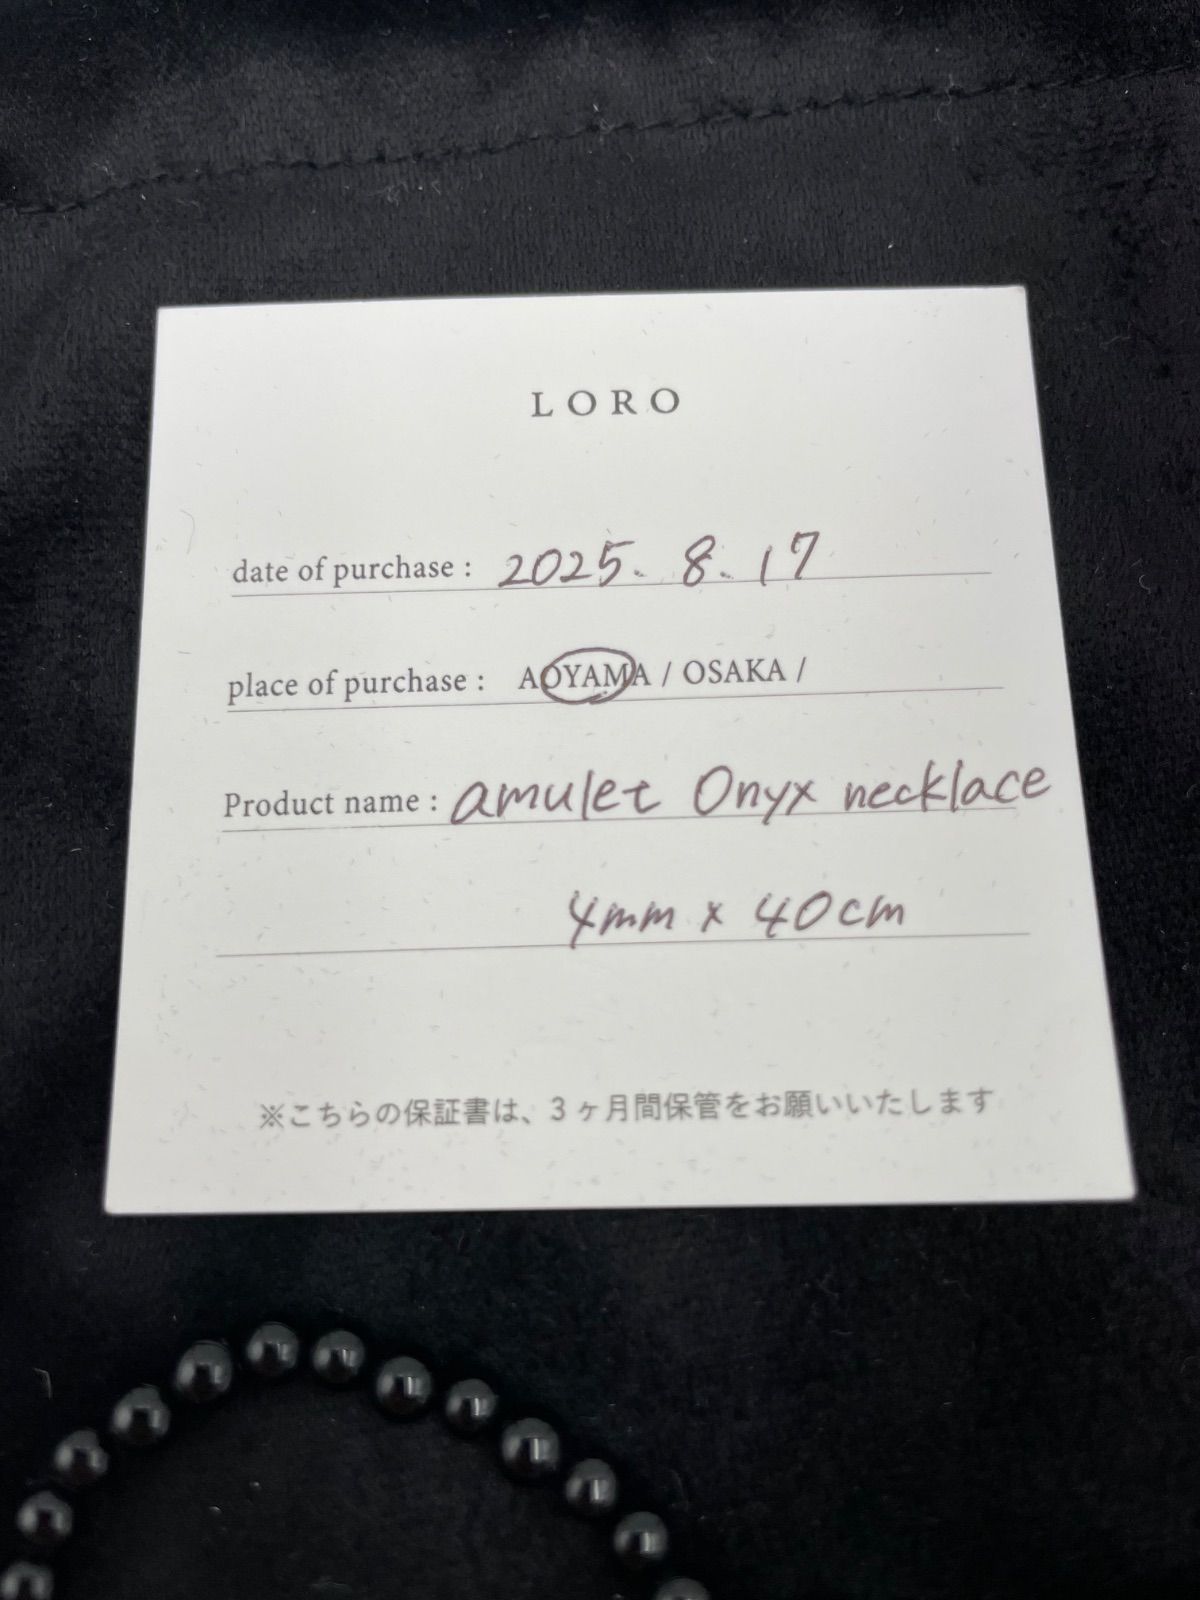 LORO
date of purchase : 2025. 8. 17
place of purchase : AOYAMA / OSAKA /
Product name : amulet Onyx necklace
4mm x 40cm
※こちらの保証書は、3ヶ月間保管をお願いいたします